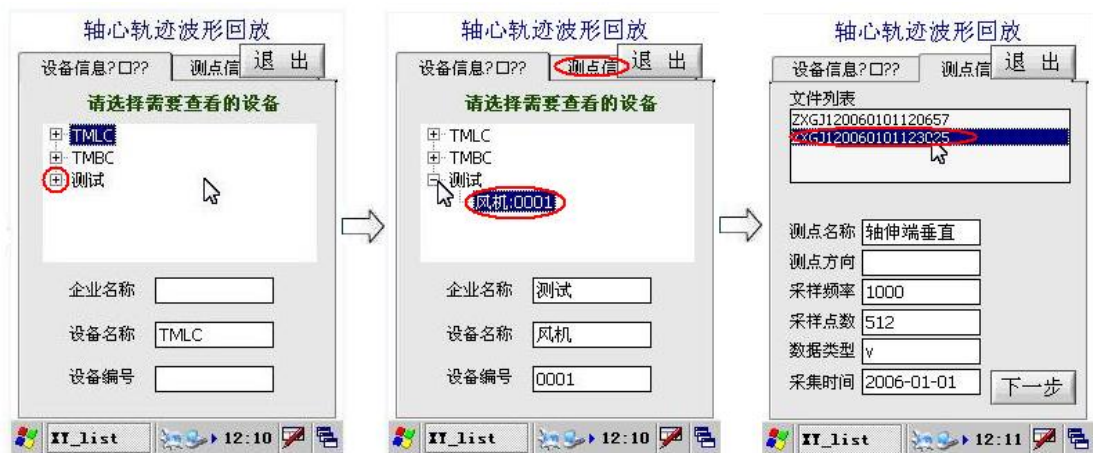 轴心轨迹波形回放
设备信息?口??
测点信
退 出
请选择需要查看的设备
TMLC
TMBC
测试
企业名称
设备名称 TMLC
设备编号
XY_list
12:10
轴心轨迹波形回放
设备信息?口??
测点信
退 出
请选择需要查看的设备
TMLC
TMBC
测试
风机:0001
企业名称 测试
设备名称 风机
设备编号 0001
XY_list
12:10
轴心轨迹波形回放
设备信息?口??
测点信
退 出
文件列表
ZXGJ120060101120657
ZXGJ120060101123025
测点名称 轴伸端垂直
测点方向
采样频率 1000
采样点数 512
数据类型 v
采集时间 2006-01-01
下一步
XY_list
12:11